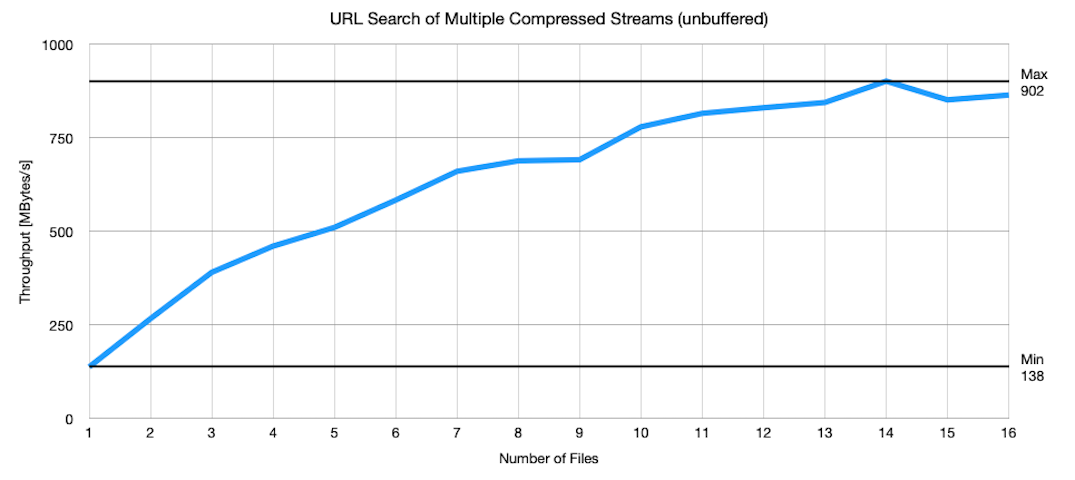 URL Search of Multiple Compressed Streams (unbuffered)
1000
Max
902
750
Throughput [MBytes/s]
500
250
Min
138
0
1 2 3 4 5 6 7 8 9 10 11 12 13 14 15 16
Number of Files